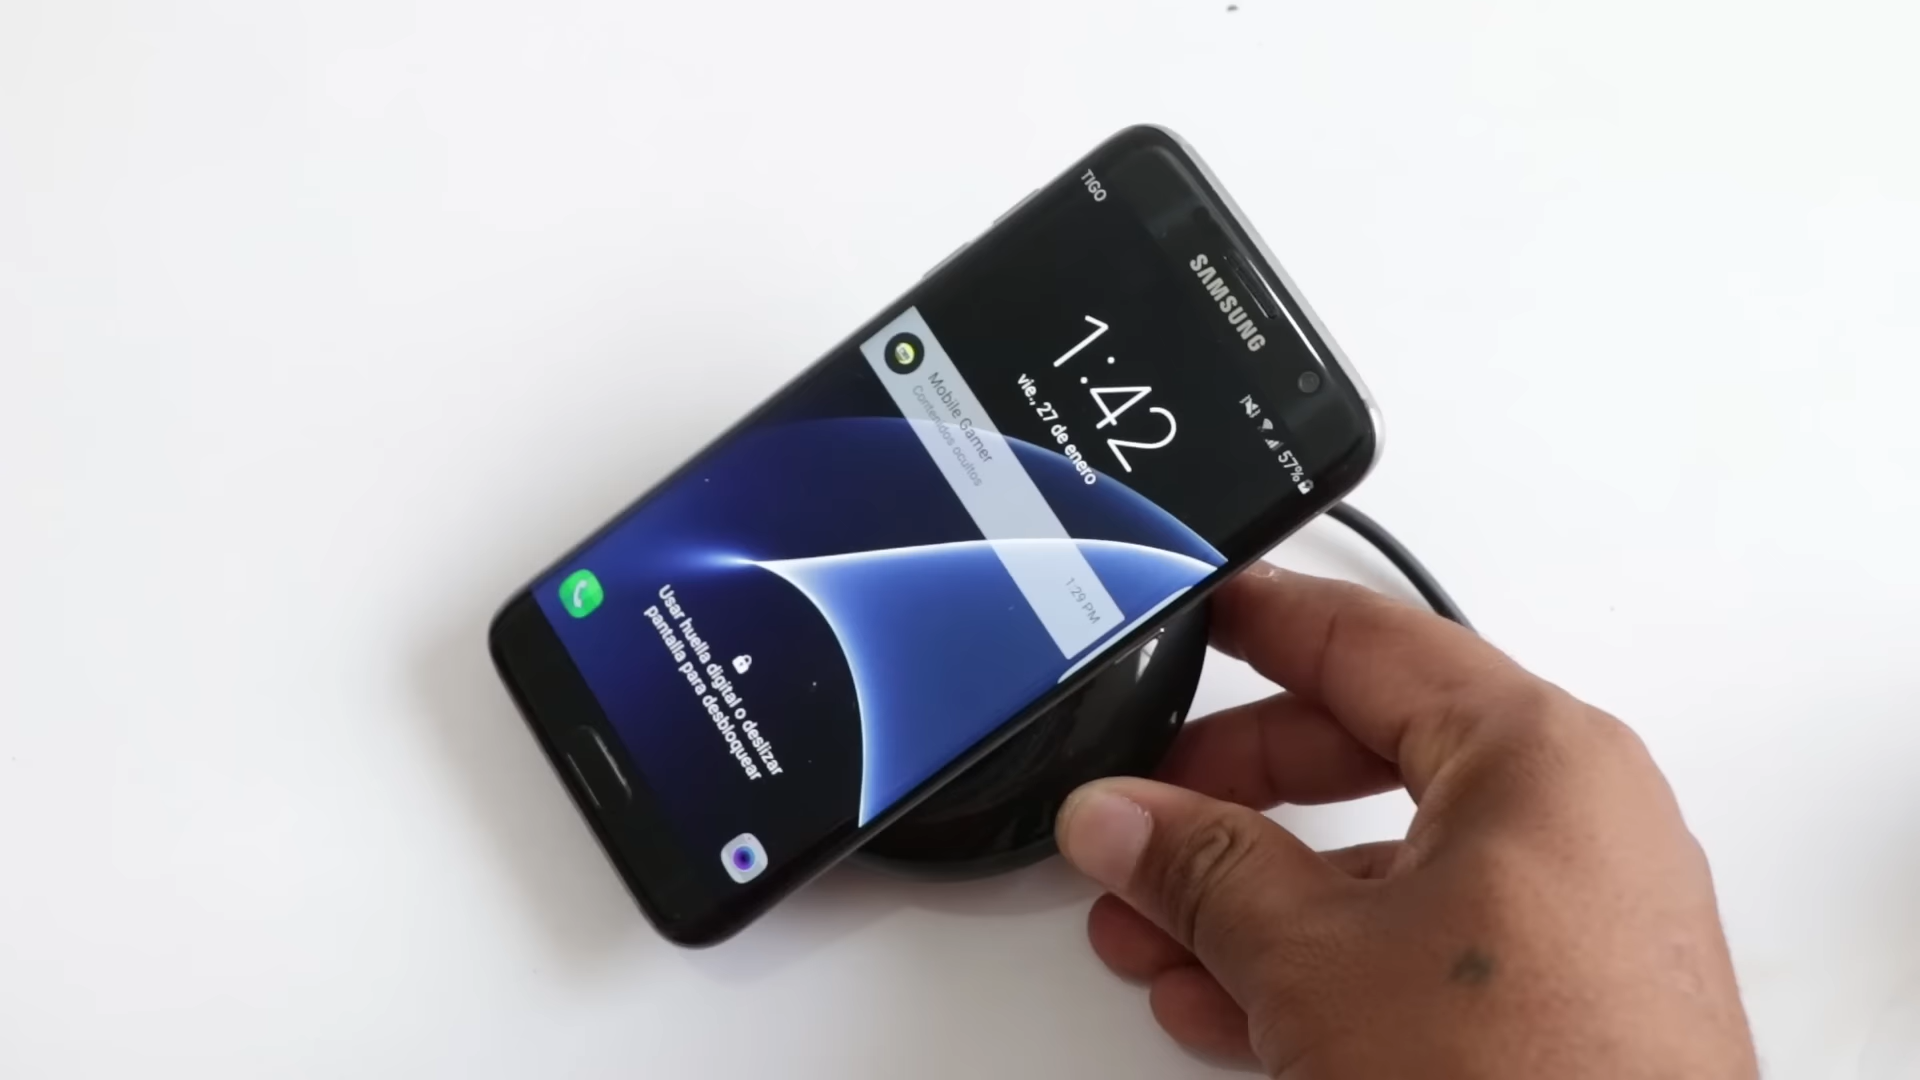 TIGO
57%
SAMSUNG
1:42
vie., 27 de enero
Mobile Gamer
1:29 PM
Contenidos ocultos
Usar huella digital o deslizar
pantalla para desbloquear